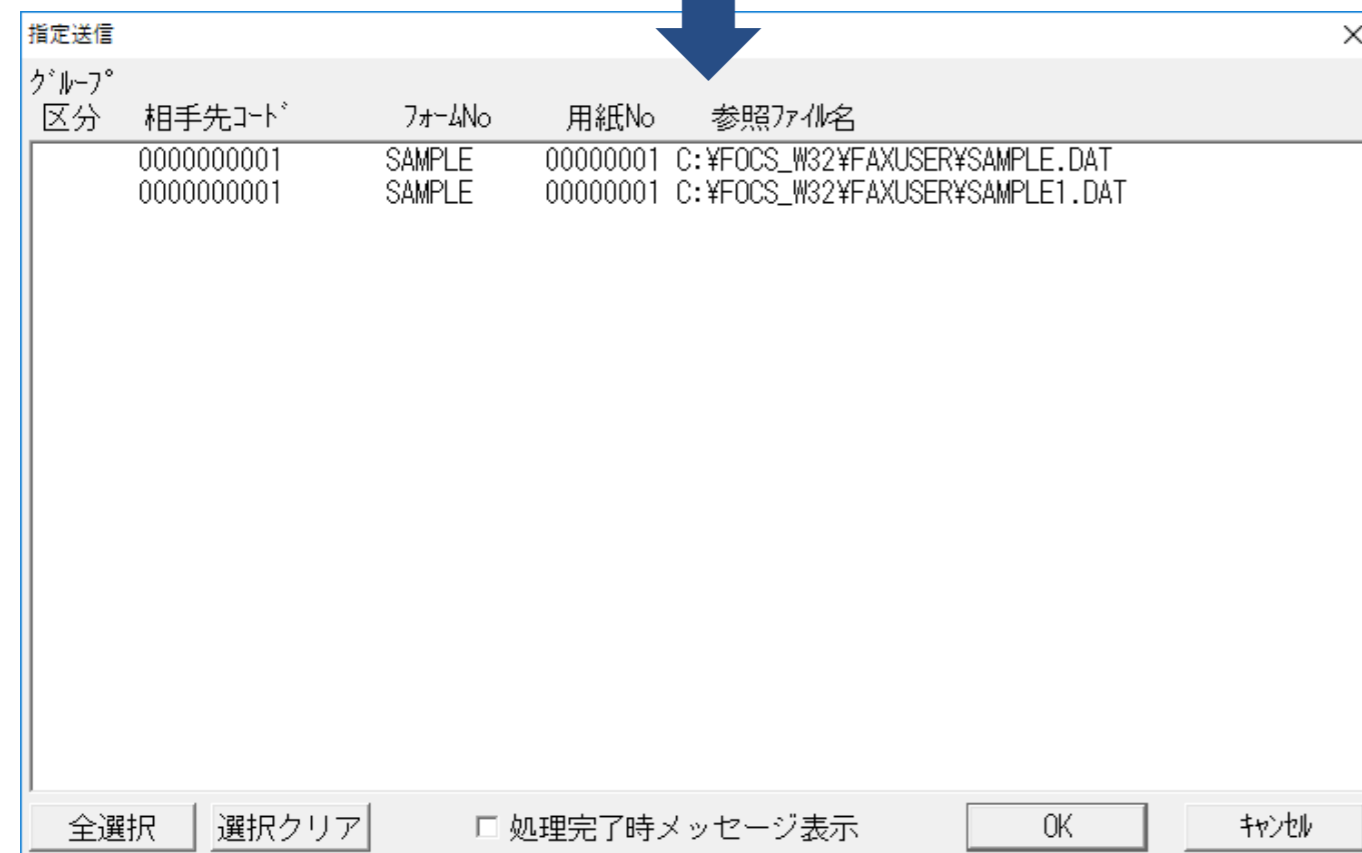 指定送信
ｸﾞﾙｰﾌﾟ
区分 相手先ｺｰﾄﾞ ﾌｫｰﾑNo 用紙No 参照ﾌｧｲﾙ名
0000000001 SAMPLE 00000001 C:¥FOCS_W32¥FAXUSER¥SAMPLE.DAT
0000000001 SAMPLE 00000001 C:¥FOCS_W32¥FAXUSER¥SAMPLE1.DAT
全選択 選択クリア 処理完了時メッセージ表示 OK ｷｬﾝｾﾙ